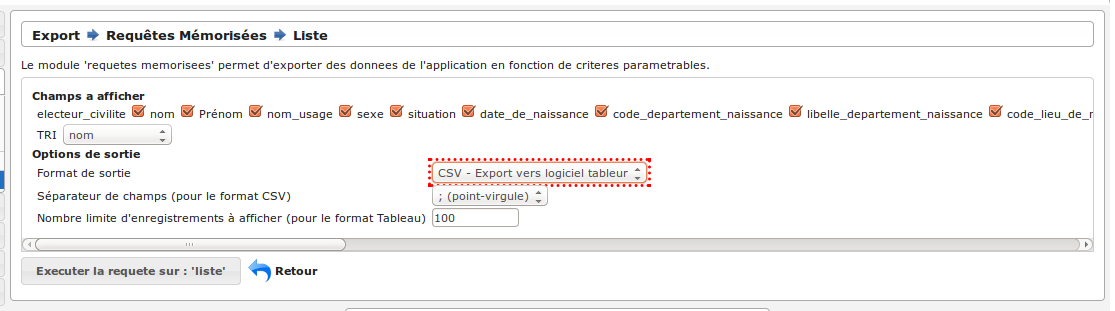 Export Requêtes Mémorisées Liste
Le module 'requetes memorisees' permet d'exporter des donnees de l'application en fonction de criteres parametrables.
Champs a afficher
electeur_civilite nom Prénom nom_usage sexe situation date_de_naissance code_departement_naissance libelle_departement_naissance code_lieu_de_
TRI nom
Options de sortie
Format de sortie CSV - Export vers logiciel tableur
Séparateur de champs (pour le format CSV) ; (point-virgule)
Nombre limite d'enregistrements à afficher (pour le format Tableau) 100
Executer la requete sur : 'liste' Retour